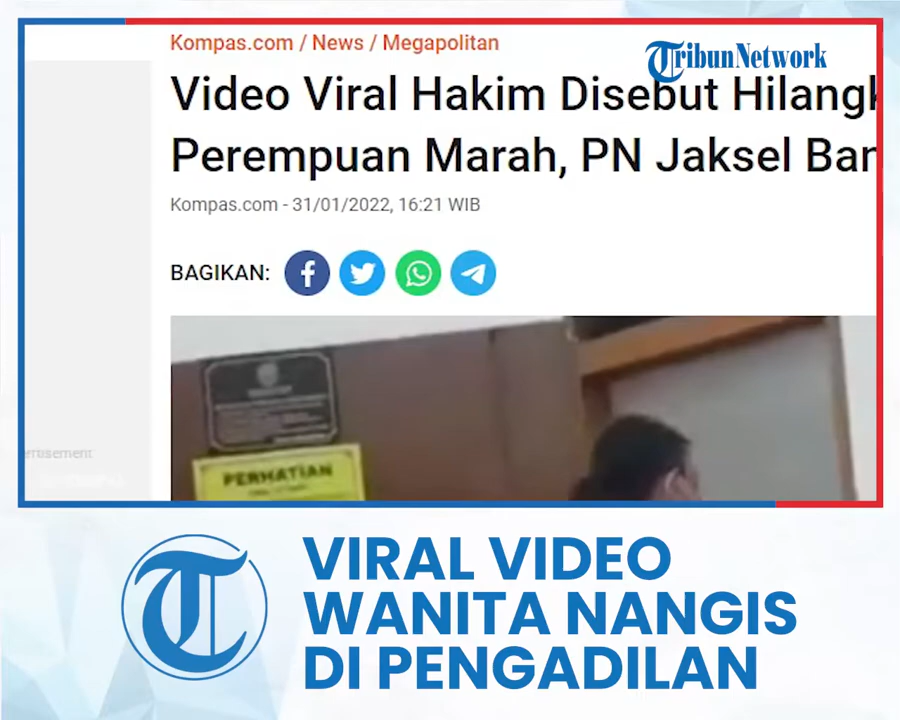 Kompas.com / News / Megapolitan
TribunNetwork
Video Viral Hakim Disebut Hilangk
Perempuan Marah, PN Jaksel Ban
Kompas.com - 31/01/2022, 16:21 WIB
BAGIKAN:
ertisement
PERHATIAN
VIRAL VIDEO
WANITA NANGIS
DI PENGADILAN